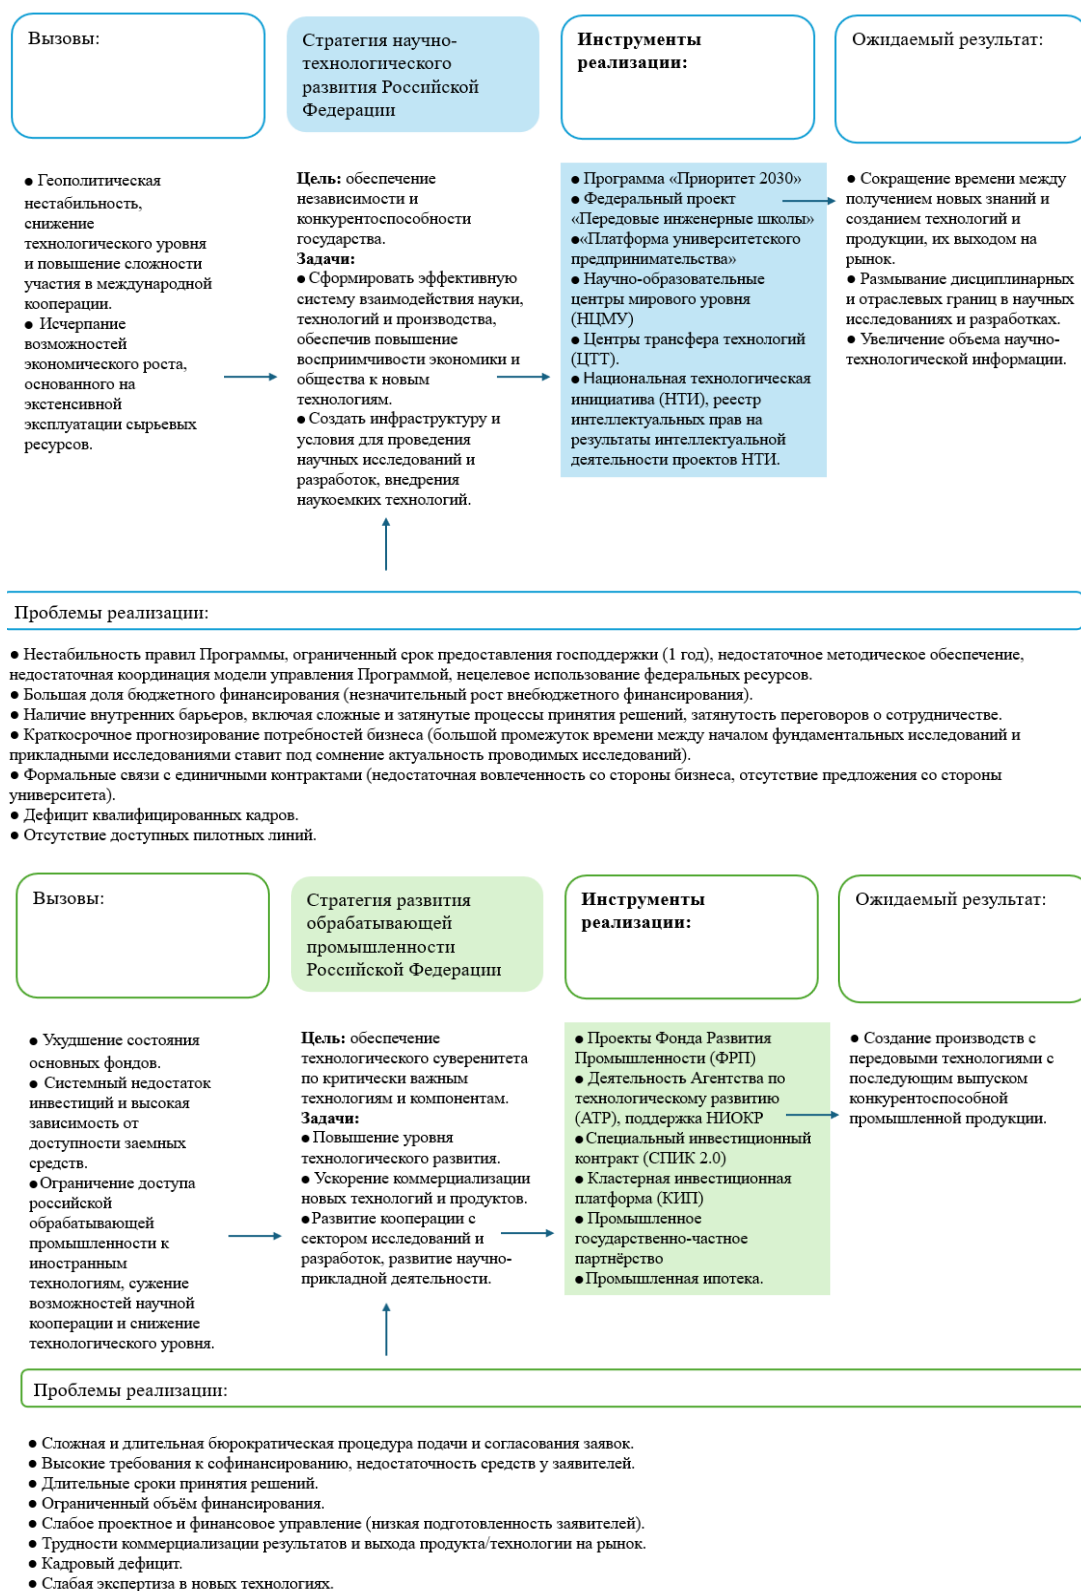 Вызовы:
Стратегия научно-
технологического
развития Российской
Федерации
Инструменты
реализации:
Ожидаемый результат:
● Геополитическая
нестабильность,
снижение
технологического уровня
и повышение сложности
участия в международной
кооперации.
● Исчерпание
возможностей
экономического роста,
основанного на
экстенсивной
эксплуатации сырьевых
ресурсов.
Цель: обеспечение
независимости и
конкурентоспособности
государства.
Задачи:
● Сформировать эффективную
систему взаимодействия науки,
технологий и производства,
обеспечив повышение
восприимчивости экономики и
общества к новым
технологиям.
● Создать инфраструктуру и
условия для проведения
научных исследований и
разработок, внедрения
наукоемких технологий.
● Программа «Приоритет 2030»
● Федеральный проект
«Передовые инженерные школы»
●«Платформа университетского
предпринимательства»
● Научно-образовательные
центры мирового уровня
(НЦМУ)
● Центры трансфера технологий
(ЦТТ).
● Национальная технологическая
инициатива (НТИ), реестр
интеллектуальных прав на
результаты интеллектуальной
деятельности проектов НТИ.
● Сокращение времени между
получением новых знаний и
созданием технологий и
продукции, их выходом на
рынок.
● Размывание дисциплинарных
и отраслевых границ в научных
исследованиях и разработках.
● Увеличение объема научно-
технологической информации.
Проблемы реализации:
● Нестабильность правил Программы, ограниченный срок предоставления господдержки (1 год), недостаточное методическое обеспечение,
недостаточная координация модели управления Программой, нецелевое использование федеральных ресурсов.
● Большая доля бюджетного финансирования (незначительный рост внебюджетного финансирования).
● Наличие внутренних барьеров, включая сложные и затянутые процессы принятия решений, затянутость переговоров о сотрудничестве.
● Краткосрочное прогнозирование потребностей бизнеса (большой промежуток времени между началом фундаментальных исследований и
прикладными исследованиями ставит под сомнение актуальность проводимых исследований).
● Формальные связи с единичными контрактами (недостаточная вовлеченность со стороны бизнеса, отсутствие предложения со стороны
университета).
● Дефицит квалифицированных кадров.
● Отсутствие доступных пилотных линий.
Вызовы:
Стратегия развития
обрабатывающей
промышленности
Российской Федерации
Инструменты
реализации:
Ожидаемый результат:
● Ухудшение состояния
основных фондов.
● Системный недостаток
инвестиций и высокая
зависимость от
доступности заемных
средств.
●Ограничение доступа
российской
обрабатывающей
промышленности к
иностранным
технологиям, сужение
возможностей научной
кооперации и снижение
технологического уровня.
Цель: обеспечение
технологического суверенитета
по критически важным
технологиям и компонентам.
Задачи:
● Повышение уровня
технологического развития.
● Ускорение коммерциализации
новых технологий и продуктов.
●Развитие кооперации с
сектором исследований и
разработок, развитие научно-
прикладной деятельности.
● Проекты Фонда Развития
Промышленности (ФРП)
● Деятельность Агентства по
технологическому развитию
(АТР), поддержка НИОКР
●Специальный инвестиционный
контракт (СПИК 2.0)
● Кластерная инвестиционная
платформа (КИП)
● Промышленное
государственно-частное
партнёрство
●Промышленная ипотека.
● Создание производств с
передовыми технологиями с
последующим выпуском
конкурентоспособной
промышленной продукции.
Проблемы реализации:
● Сложная и длительная бюрократическая процедура подачи и согласования заявок.
● Высокие требования к софинансированию, недостаточность средств у заявителей.
● Длительные сроки принятия решений.
● Ограниченный объём финансирования.
● Слабое проектное и финансовое управление (низкая подготовленность заявителей).
● Трудности коммерциализации результатов и выхода продукта/технологии на рынок.
● Кадровый дефицит.
● Слабая экспертиза в новых технологиях.